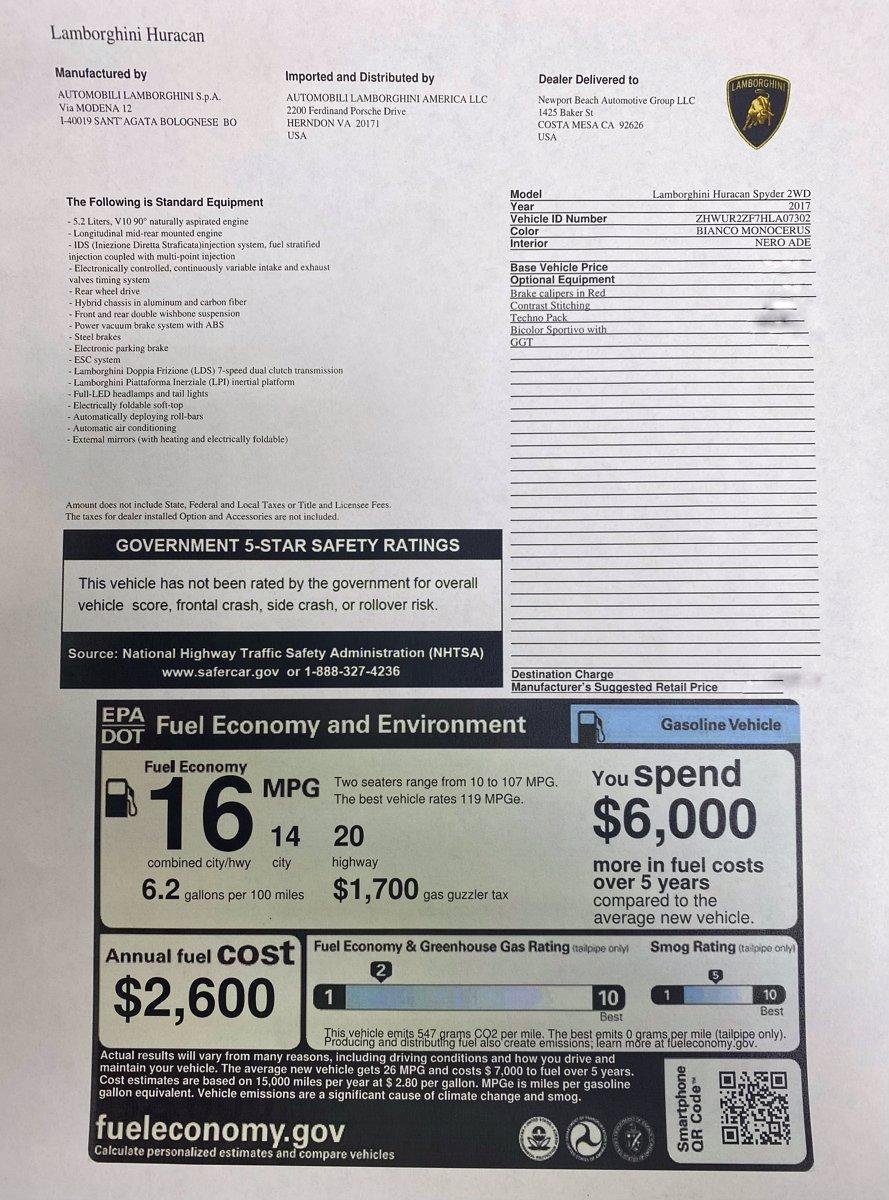 Lamborghini Huracan
Manufactured by
AUTOMOBILI LAMBORGHINI S.p.A.
Via MODENA 12
I-40019 SANT'AGATA BOLOGNESE BO
Imported and Distributed by
AUTOMOBILI LAMBORGHINI AMERICA LLC
2200 Ferdinand Porsche Drive
HERNDON VA 20171
USA
Dealer Delivered to
Newport Beach Automotive Group LLC
1425 Baker St
COSTA MESA CA 92626
USA
LAMBORGHINI
The Following is Standard Equipment
- 5.2 Liters, V10 90° naturally aspirated engine
- Longitudinal mid-rear mounted engine
- IDS (Iniezione Diretta Straficata)injection system, fuel stratified
injection coupled with multi-point injection
- Electronically controlled, continuously variable intake and exhaust
valves timing system
- Rear wheel drive
- Hybrid chassis in aluminum and carbon fiber
- Front and rear double wishbone suspension
- Power vacuum brake system with ABS
- Steel brakes
- Electronic parking brake
- ESC system
- Lamborghini Doppia Frizione (LDS) 7-speed dual clutch transmission
- Lamborghini Piattaforma Inerziale (LPI) inertial platform
- Full-LED headlamps and tail lights
- Electrically foldable soft-top
- Automatically deploying roll-bars
- Automatic air conditioning
- External mirrors (with heating and electrically foldable)
Amount does not include State, Federal and Local Taxes or Title and Licensee Fees.
The taxes for dealer installed Option and Accessories are not included.
Model Lamborghini Huracan Spyder 2WD
Year 2017
Vehicle ID Number ZHWUR2ZF7HLA07302
Color BIANCO MONOCERUS
Interior NERO ADE
Base Vehicle Price
Optional Equipment
Brake calipers in Red
Contrast Stitching
Techno Pack
Bicolor Sportivo with
GGT
Destination Charge
Manufacturer's Suggested Retail Price
GOVERNMENT 5-STAR SAFETY RATINGS
This vehicle has not been rated by the government for overall
vehicle score, frontal crash, side crash, or rollover risk.
Source: National Highway Traffic Safety Administration (NHTSA)
www.safercar.gov or 1-888-327-4236
EPA
DOT
Fuel Economy and Environment
Gasoline Vehicle
Fuel Economy
16 MPG
combined city/hwy
14
city
20
highway
Two seaters range from 10 to 107 MPG.
The best vehicle rates 119 MPGe.
6.2 gallons per 100 miles
$1,700 gas guzzler tax
You spend
$6,000
more in fuel costs
over 5 years
compared to the
average new vehicle.
Annual fuel cost
$2,600
Fuel Economy & Greenhouse Gas Rating (tailpipe only)
2
1 10
Best
Smog Rating (tailpipe only)
5
1 10
Best
This vehicle emits 547 grams CO2 per mile. The best emits 0 grams per mile (tailpipe only).
Producing and distributing fuel also create emissions; learn more at fueleconomy.gov.
Actual results will vary from many reasons, including driving conditions and how you drive and
maintain your vehicle. The average new vehicle gets 26 MPG and costs $ 7,000 to fuel over 5 years.
Cost estimates are based on 15,000 miles per year at $ 2.80 per gallon. MPGe is miles per gasoline
gallon equivalent. Vehicle emissions are a significant cause of climate change and smog.
fueleconomy.gov
Calculate personalized estimates and compare vehicles
Smartphone
QR Code™